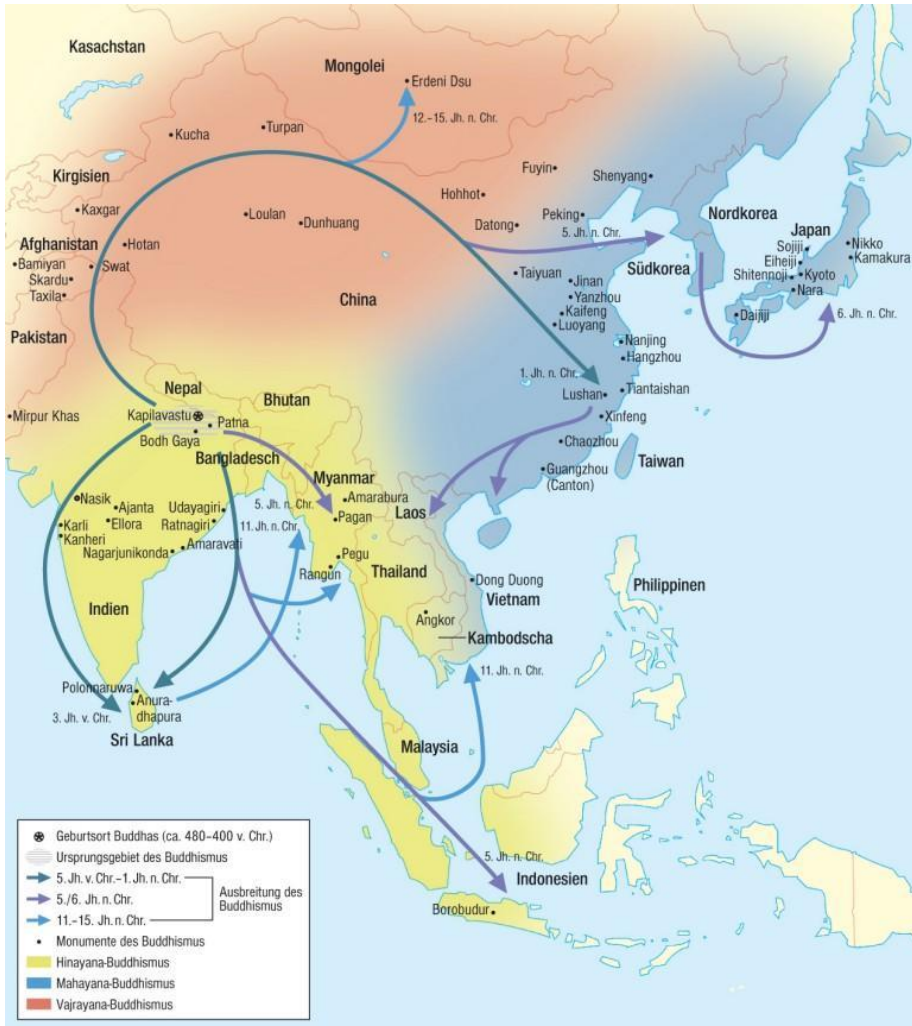 Kasachstan
Mongolei
Erdeni Dsu
12.–15. Jh. n. Chr.
Kucha
Turpan
Kirgisien
Fuyin
Shenyang
Hohhot
Kaxgar
Loulan
Dunhuang
Datong
Peking
5. Jh. n. Chr.
Nordkorea
Japan
Sojiji
Nikko
Eiheiji
Kamakura
Shitennoji
Kyoto
Nara
Afghanistan
Hotan
Bamiyan
Swat
Skardu
Taxila
Südkorea
Taiyuan
Jinan
Yanzhou
Kaifeng
Luoyang
China
Daijiji
6. Jh. n. Chr.
Pakistan
Nanjing
Hangzhou
1. Jh. n. Chr.
Nepal
Bhutan
Lushan
Tiantaishan
Mirpur Khas
Kapilavastu
Patna
Xinfeng
Bodh Gaya
Bangladesch
Chaozhou
Taiwan
Guangzhou
(Canton)
Myanmar
Amarabura
Laos
Nasik
Ajanta
Udayagiri
5. Jh. n. Chr.
Pagan
Karli
Ellora
Ratnagiri
11. Jh. n. Chr.
Kanheri
Nagarjunikonda
Amaravati
Pegu
Rangun
Thailand
Dong Duong
Philippinen
Vietnam
Indien
Angkor
Kambodscha
11. Jh. n. Chr.
Polonnaruwa
Anura-
dhapura
3. Jh. v. Chr.
Sri Lanka
Malaysia
5. Jh. n. Chr.
Indonesien
Borobudur
Geburtsort Buddhas (ca. 480–400 v. Chr.)
Ursprungsgebiet des Buddhismus
5. Jh. v. Chr.–1. Jh. n. Chr.
5./6. Jh. n. Chr.
11.–15. Jh. n. Chr.
Ausbreitung des
Buddhismus
Monumente des Buddhismus
Hinayana-Buddhismus
Mahayana-Buddhismus
Vajrayana-Buddhismus